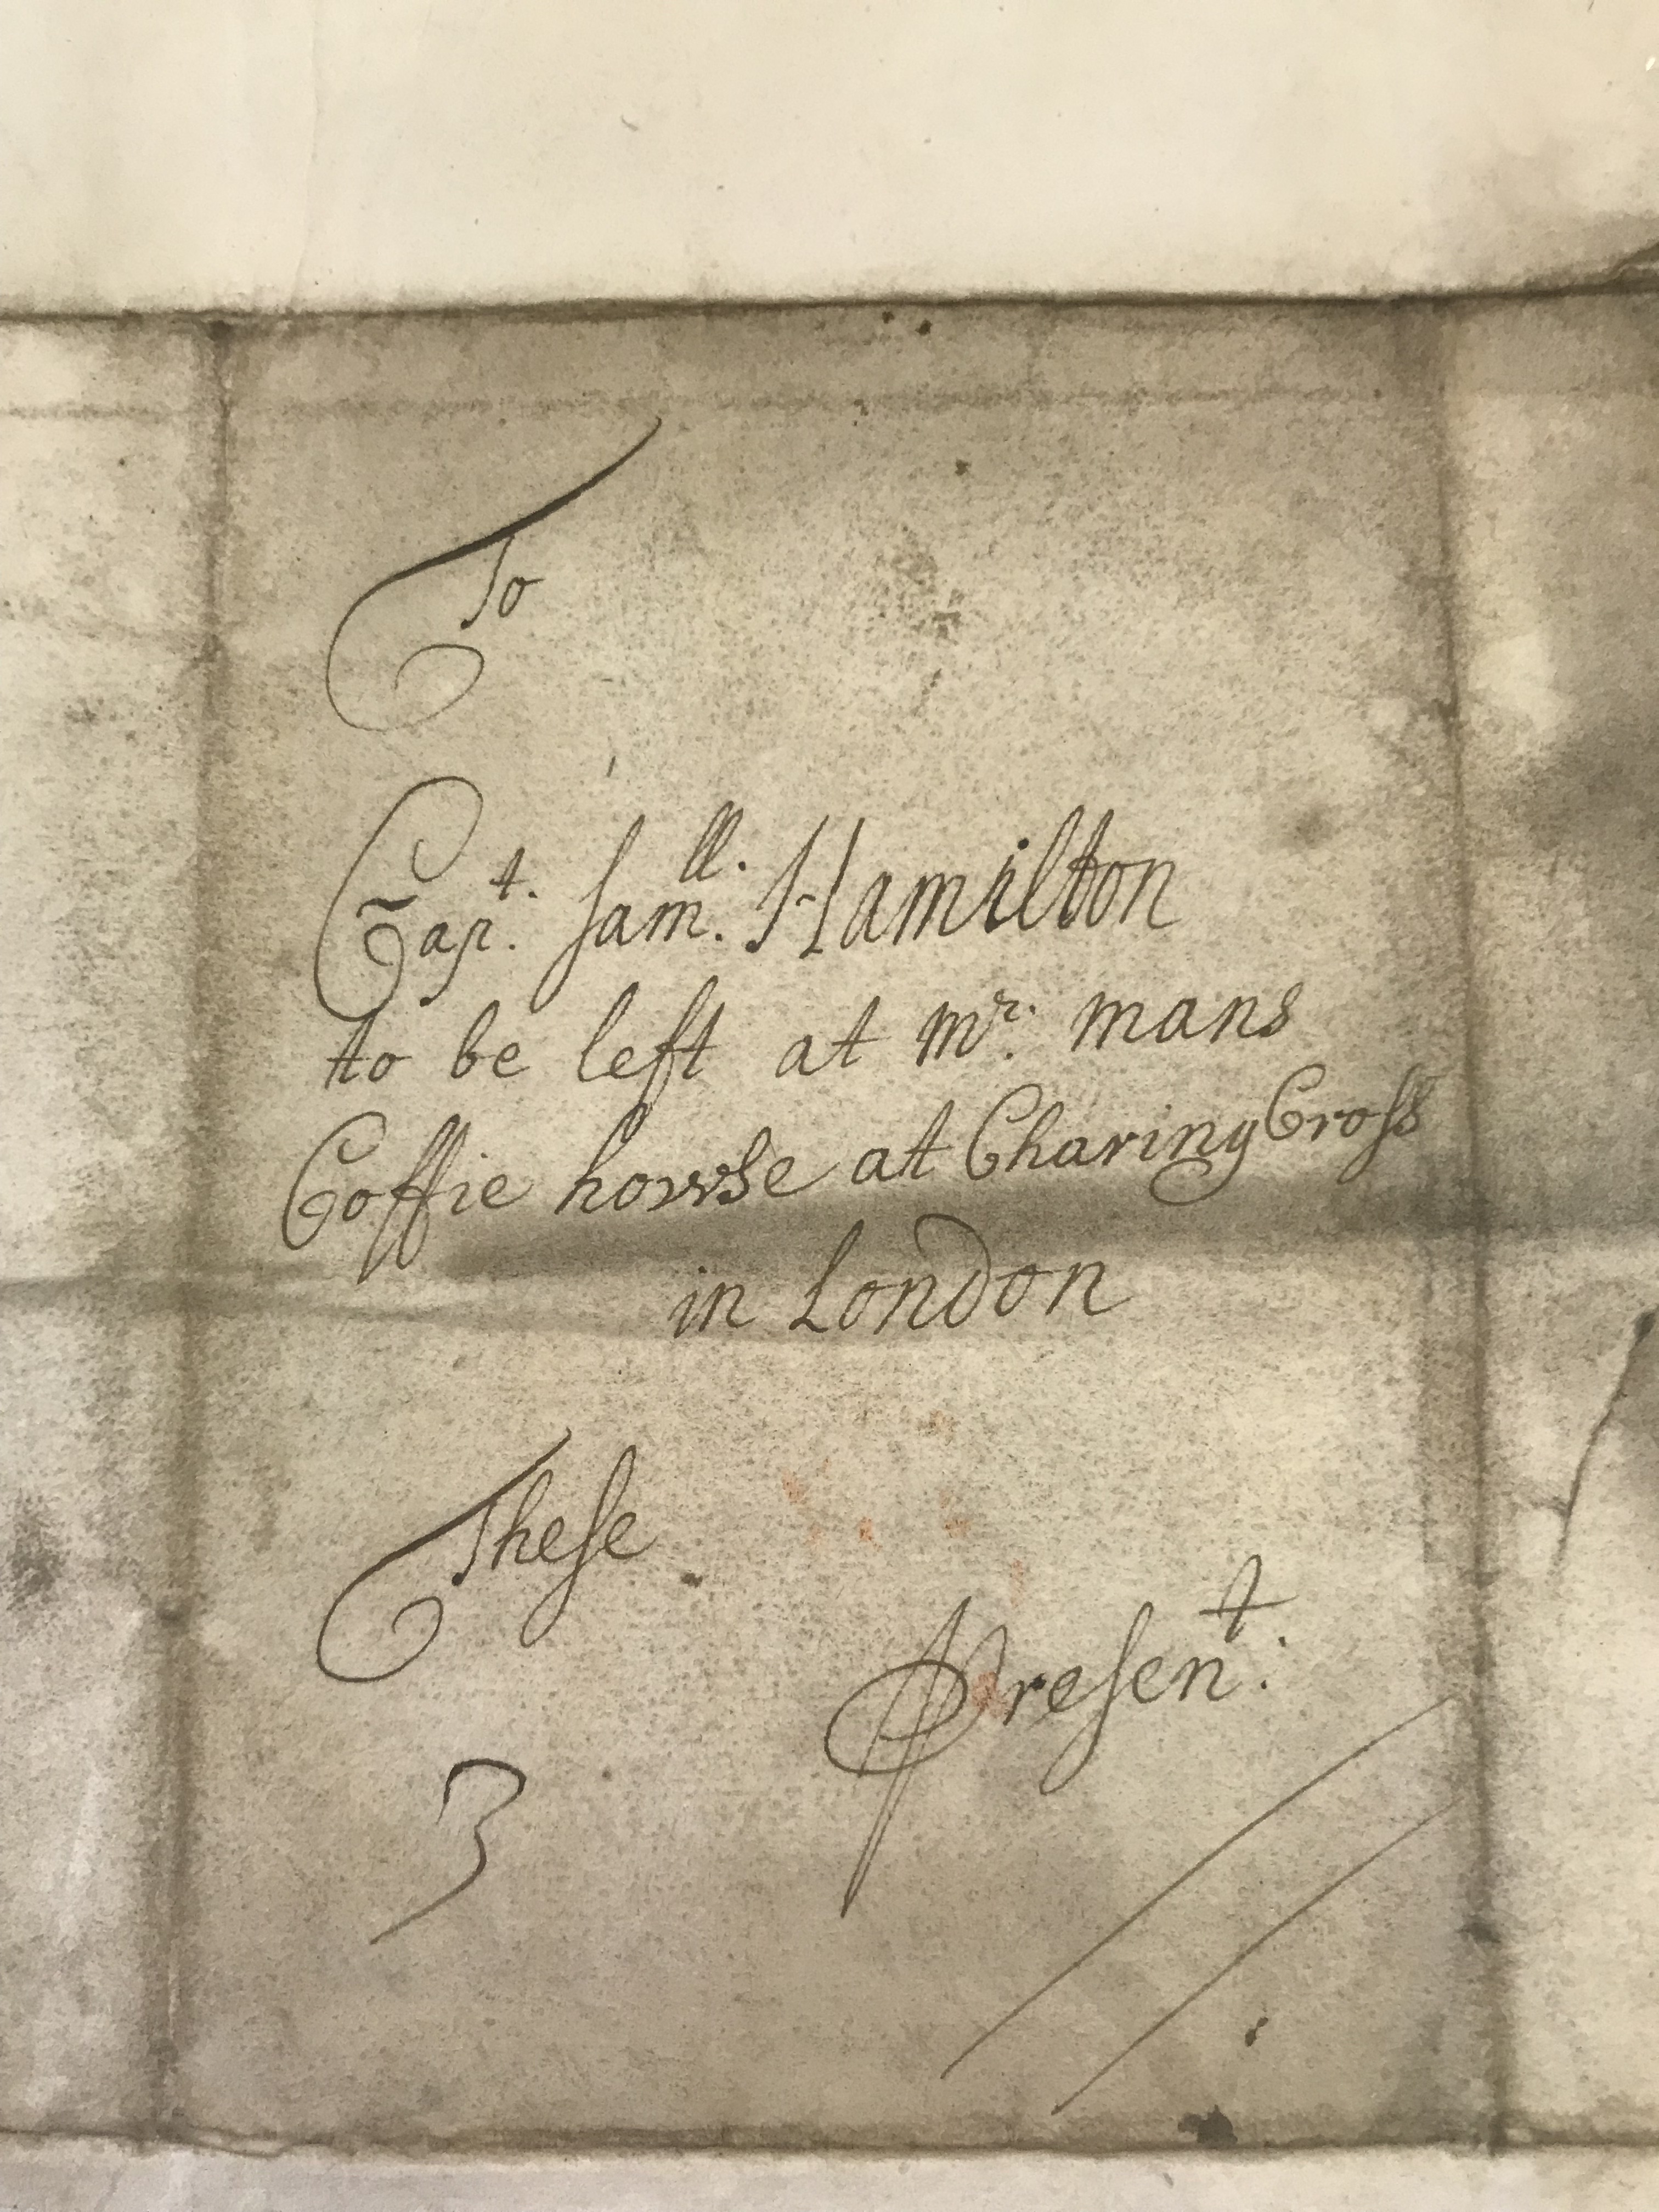 To
Capt. Samll. Hamilton
to be left at Mr. mans
Coffie howse at Charing Cross
in London
These
Present:
3